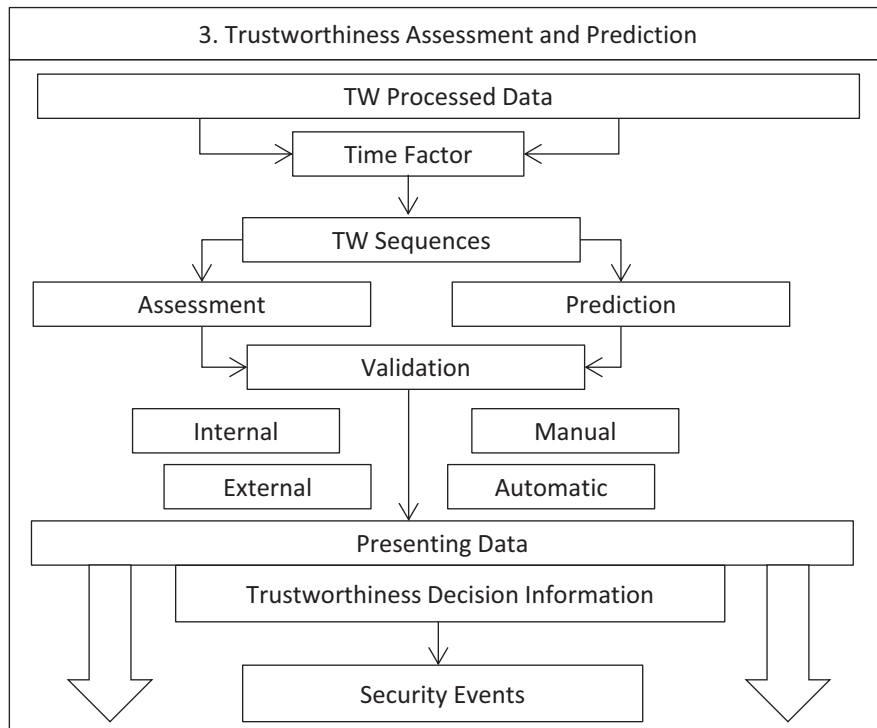 3. Trustworthiness Assessment and Prediction
TW Processed Data
Time Factor
TW Sequences
Assessment
Prediction
Validation
Internal
Manual
External
Automatic
Presenting Data
Trustworthiness Decision Information
Security Events